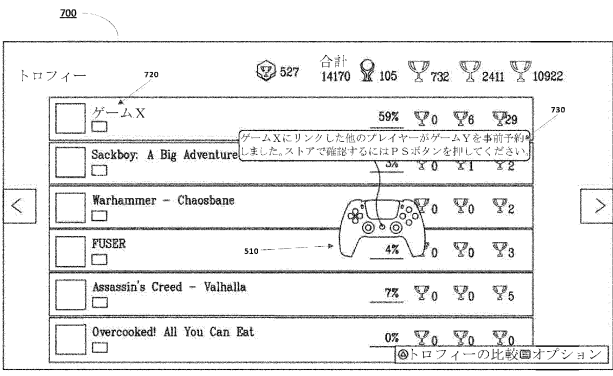 700
合計
トロフィー 527 14170 105 732 2411 10922
720
ゲームX 59% 0 6 29
730
ゲームXにリンクした他のプレイヤーがゲームYを事前予約
しました。ストアで確認するにはPSボタンを押してください。
Sackboy: A Big Adventure 3% 0 1 2
Warhammer - Chaosbane 0 0 2
FUSER 4% 0 0 3
510
Assassin's Creed - Valhalla 7% 0 0 5
Overcooked! All You Can Eat 0% 0 0 0
トロフィーの比較 オプション